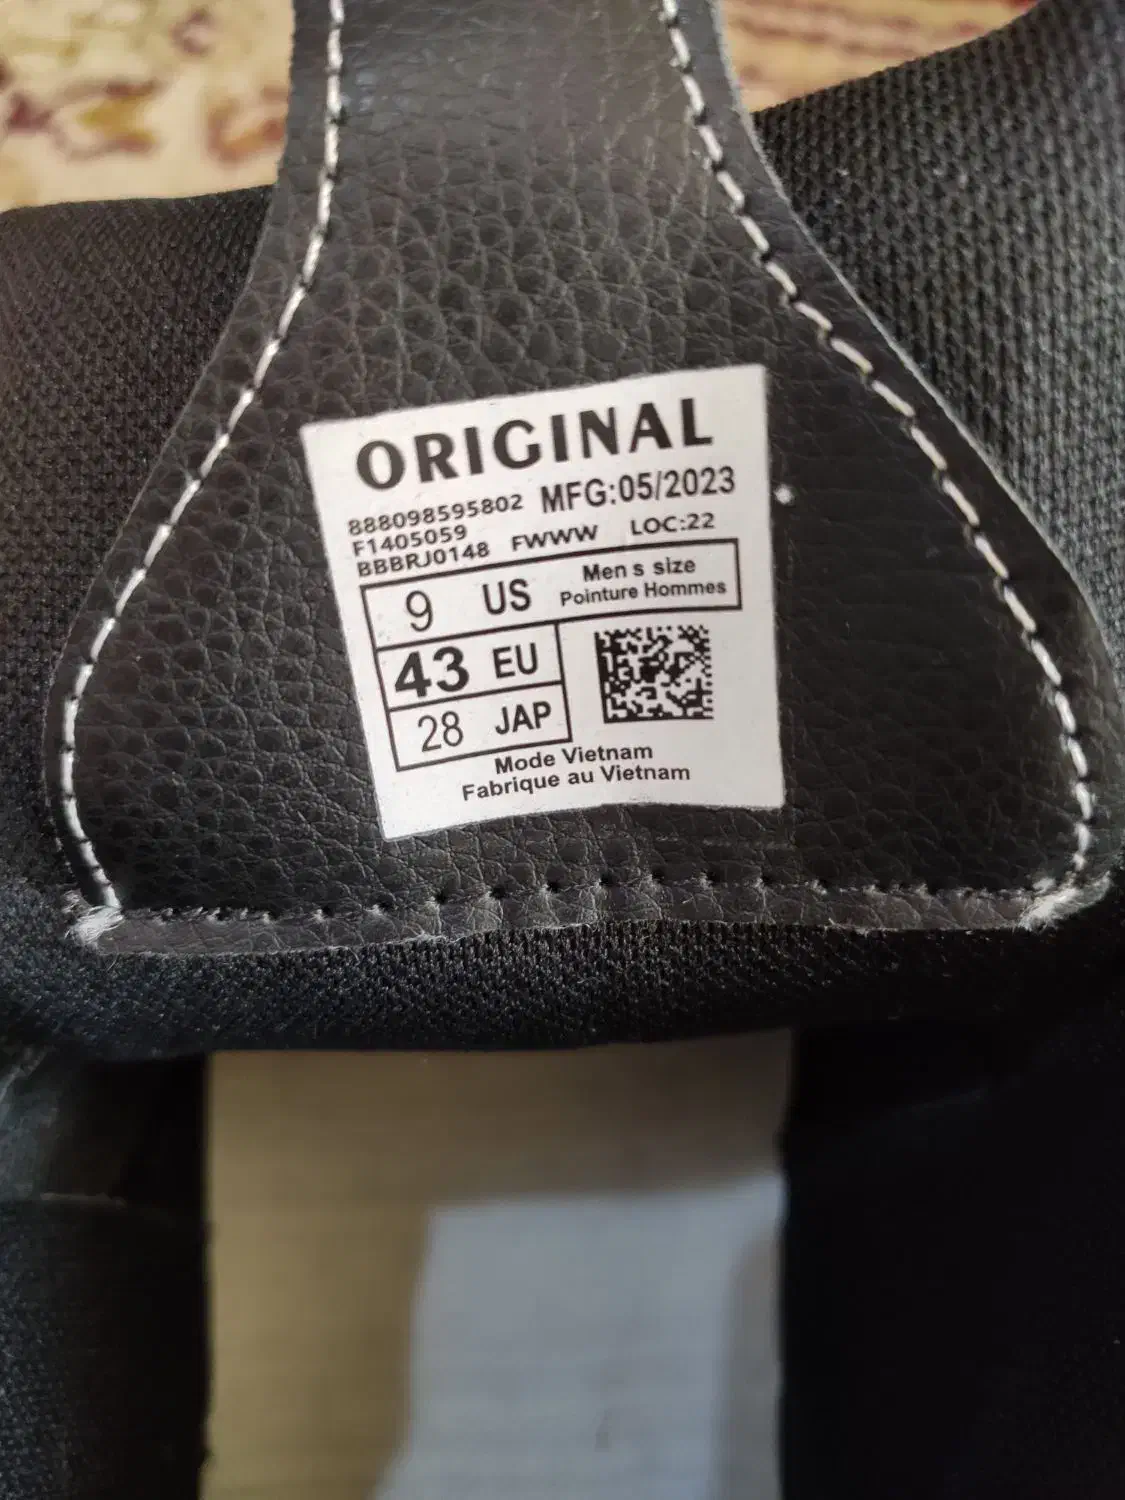 ORIGINAL
888098595802 MFG:05/2023
F1405059
BBBRJ0148 FWWW LOC:22
9 US Men s size
Pointure Hommes
43 EU
28 JAP
Mode Vietnam
Fabrique au Vietnam